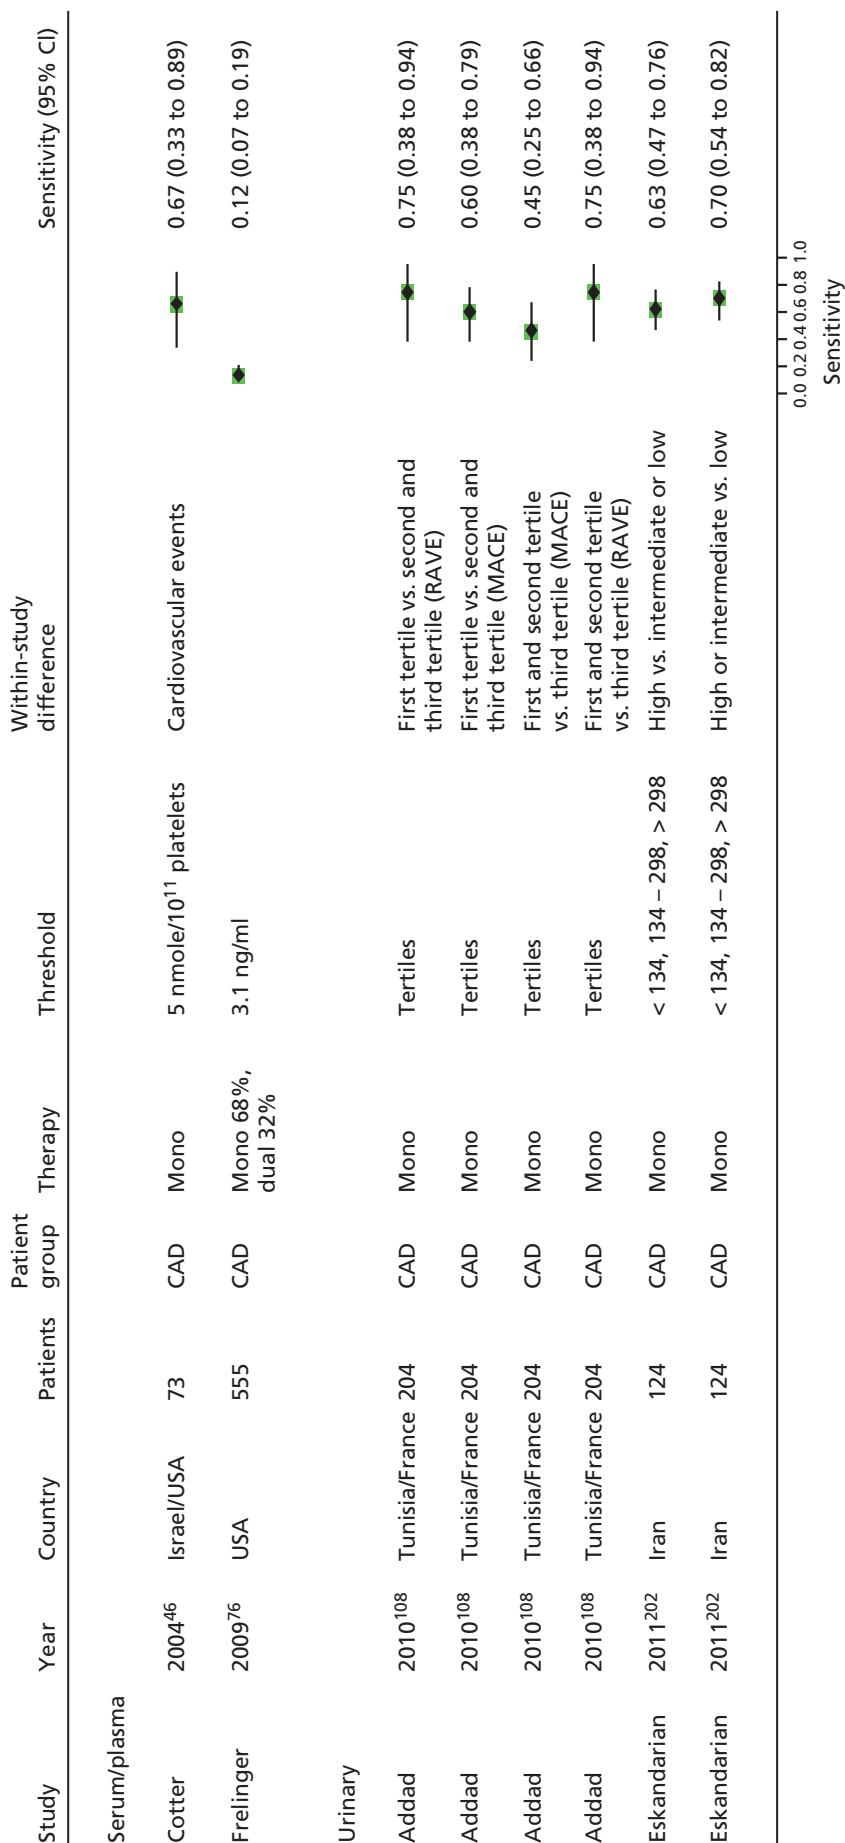 Study Year Country Patients Patient group Therapy Threshold Within-study difference Sensitivity (95% CI)
Serum/plasma
Cotter 2004⁴⁶ Israel/USA 73 CAD Mono 5 nmole/10¹¹ platelets Cardiovascular events 0.67 (0.33 to 0.89)
Frelinger 2009⁷⁶ USA 555 CAD Mono 68%, dual 32% 3.1 ng/ml 0.12 (0.07 to 0.19)
Urinary
Addad 2010¹⁰⁸ Tunisia/France 204 CAD Mono Tertiles First tertile vs. second and third tertile (RAVE) 0.75 (0.38 to 0.94)
Addad 2010¹⁰⁸ Tunisia/France 204 CAD Mono Tertiles First tertile vs. second and third tertile (MACE) 0.60 (0.38 to 0.79)
Addad 2010¹⁰⁸ Tunisia/France 204 CAD Mono Tertiles First and second tertile vs. third tertile (MACE) 0.45 (0.25 to 0.66)
Addad 2010¹⁰⁸ Tunisia/France 204 CAD Mono Tertiles First and second tertile vs. third tertile (RAVE) 0.75 (0.38 to 0.94)
Eskandarian 2011²⁰² Iran 124 CAD Mono < 134, 134 – 298, > 298 High vs. intermediate or low 0.63 (0.47 to 0.76)
Eskandarian 2011²⁰² Iran 124 CAD Mono < 134, 134 – 298, > 298 High or intermediate vs. low 0.70 (0.54 to 0.82)
0.0 0.2 0.4 0.6 0.8 1.0
Sensitivity